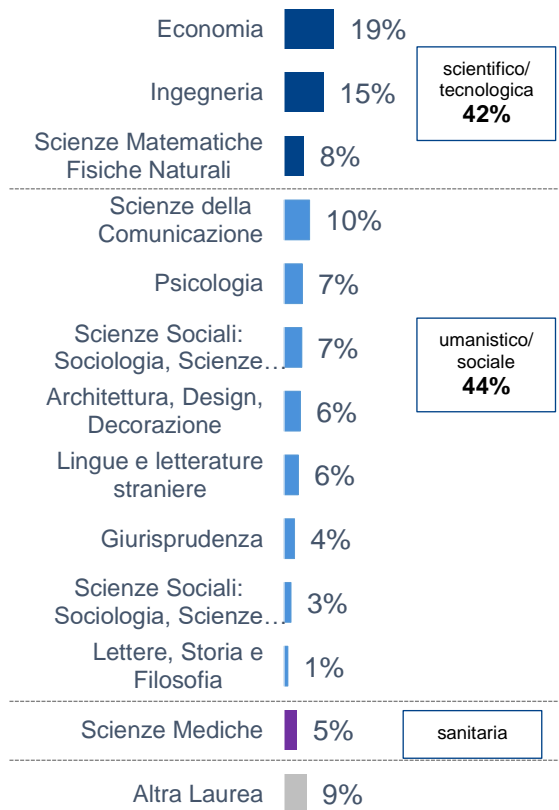 Economia
19%
Ingegneria
15%
scientifico/
tecnologica
42%
Scienze Matematiche
Fisiche Naturali
8%
Scienze della
Comunicazione
10%
Psicologia
7%
Scienze Sociali:
Sociologia, Scienze…
7%
umanistico/
sociale
44%
Architettura, Design,
Decorazione
6%
Lingue e letterature
straniere
6%
Giurisprudenza
4%
Scienze Sociali:
Sociologia, Scienze…
3%
Lettere, Storia e
Filosofia
1%
Scienze Mediche
5%
sanitaria
Altra Laurea
9%